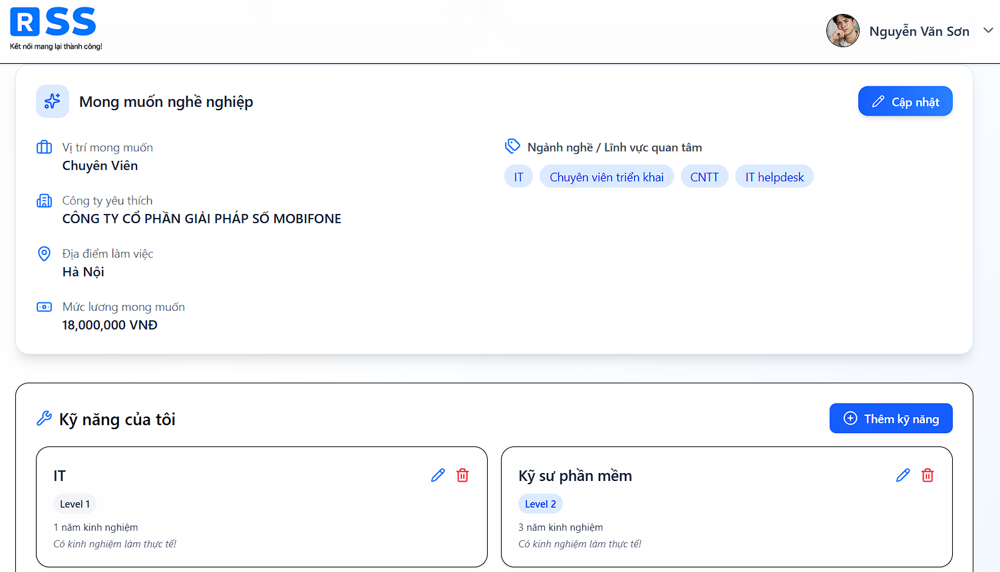 RSS
Kết nối mang lại thành công!
Nguyễn Văn Sơn
Mong muốn nghề nghiệp
Cập nhật
Vị trí mong muốn
Chuyên Viên
Công ty yêu thích
CÔNG TY CỔ PHẦN GIẢI PHÁP SỐ MOBIFONE
Địa điểm làm việc
Hà Nội
Mức lương mong muốn
18,000,000 VNĐ
Ngành nghề / Lĩnh vực quan tâm
IT Chuyên viên triển khai CNTT IT helpdesk
Kỹ năng của tôi
Thêm kỹ năng
IT
Level 1
1 năm kinh nghiệm
Có kinh nghiệm làm thực tế!
Kỹ sư phần mềm
Level 2
3 năm kinh nghiệm
Có kinh nghiệm làm thực tế!